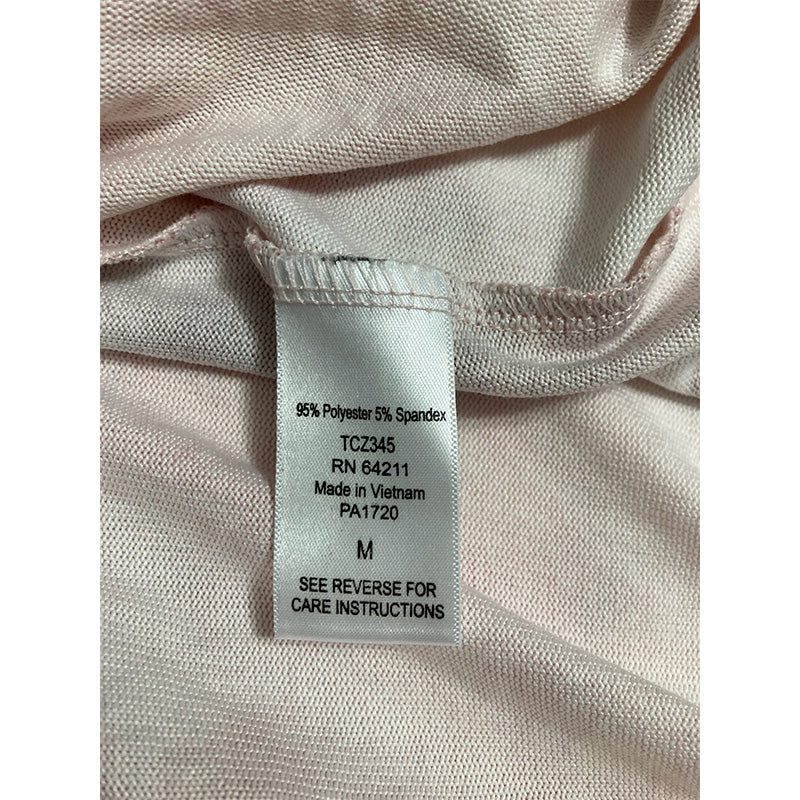 95% Polyester 5% Spandex
TCZ345
RN 64211
Made in Vietnam
PA1720
M
SEE REVERSE FOR
CARE INSTRUCTIONS